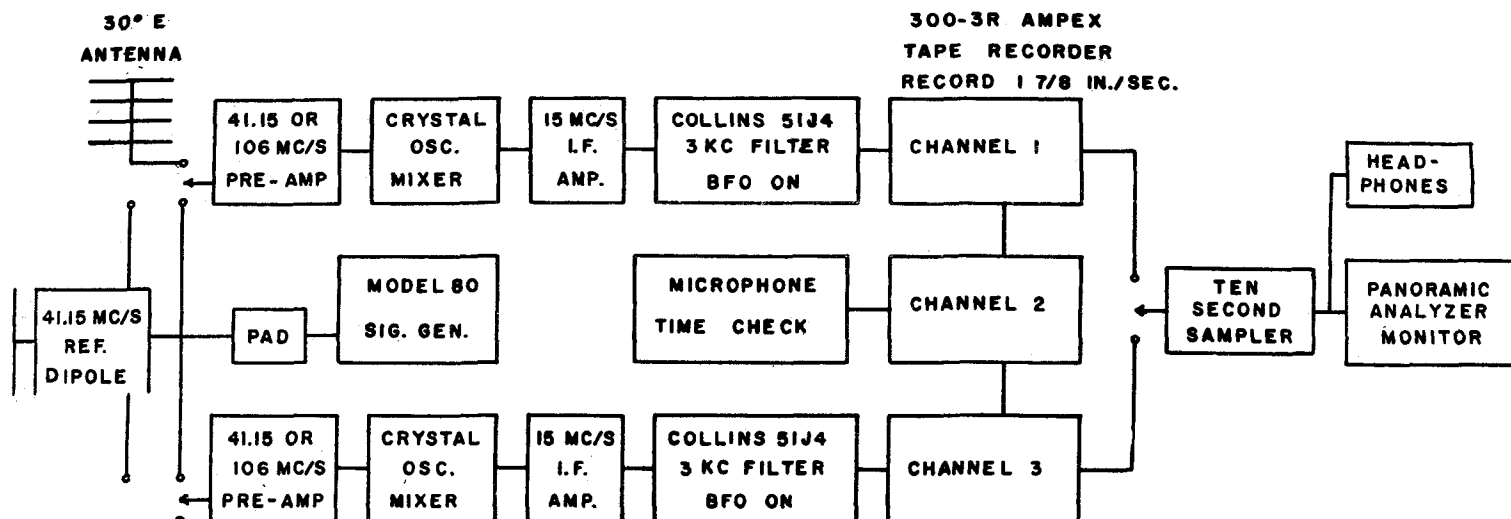 30° E
ANTENNA
300-3R AMPEX
TAPE RECORDER
RECORD 1 7/8 IN./SEC.
41.15 OR
106 MC/S
PRE-AMP
CRYSTAL
OSC.
MIXER
15 MC/S
I.F.
AMP.
COLLINS 51J4
3 KC FILTER
BFO ON
CHANNEL 1
HEAD-
PHONES
41.15 MC/S
REF.
DIPOLE
PAD
MODEL 80
SIG. GEN.
MICROPHONE
TIME CHECK
CHANNEL 2
TEN
SECOND
SAMPLER
PANORAMIC
ANALYZER
MONITOR
41.15 OR
106 MC/S
PRE-AMP
CRYSTAL
OSC.
MIXER
15 MC/S
I.F.
AMP.
COLLINS 51J4
3 KC FILTER
BFO ON
CHANNEL 3